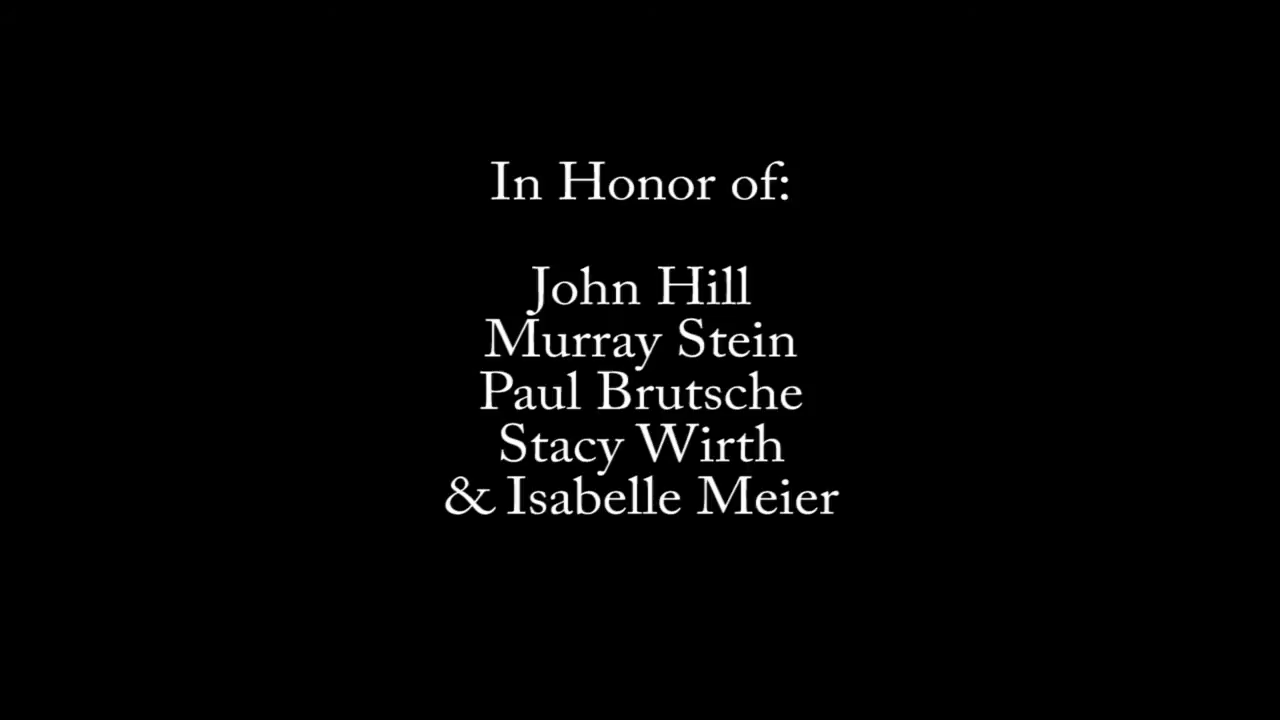 In Honor of:
John Hill
Murray Stein
Paul Brutsche
Stacy Wirth
& Isabelle Meier